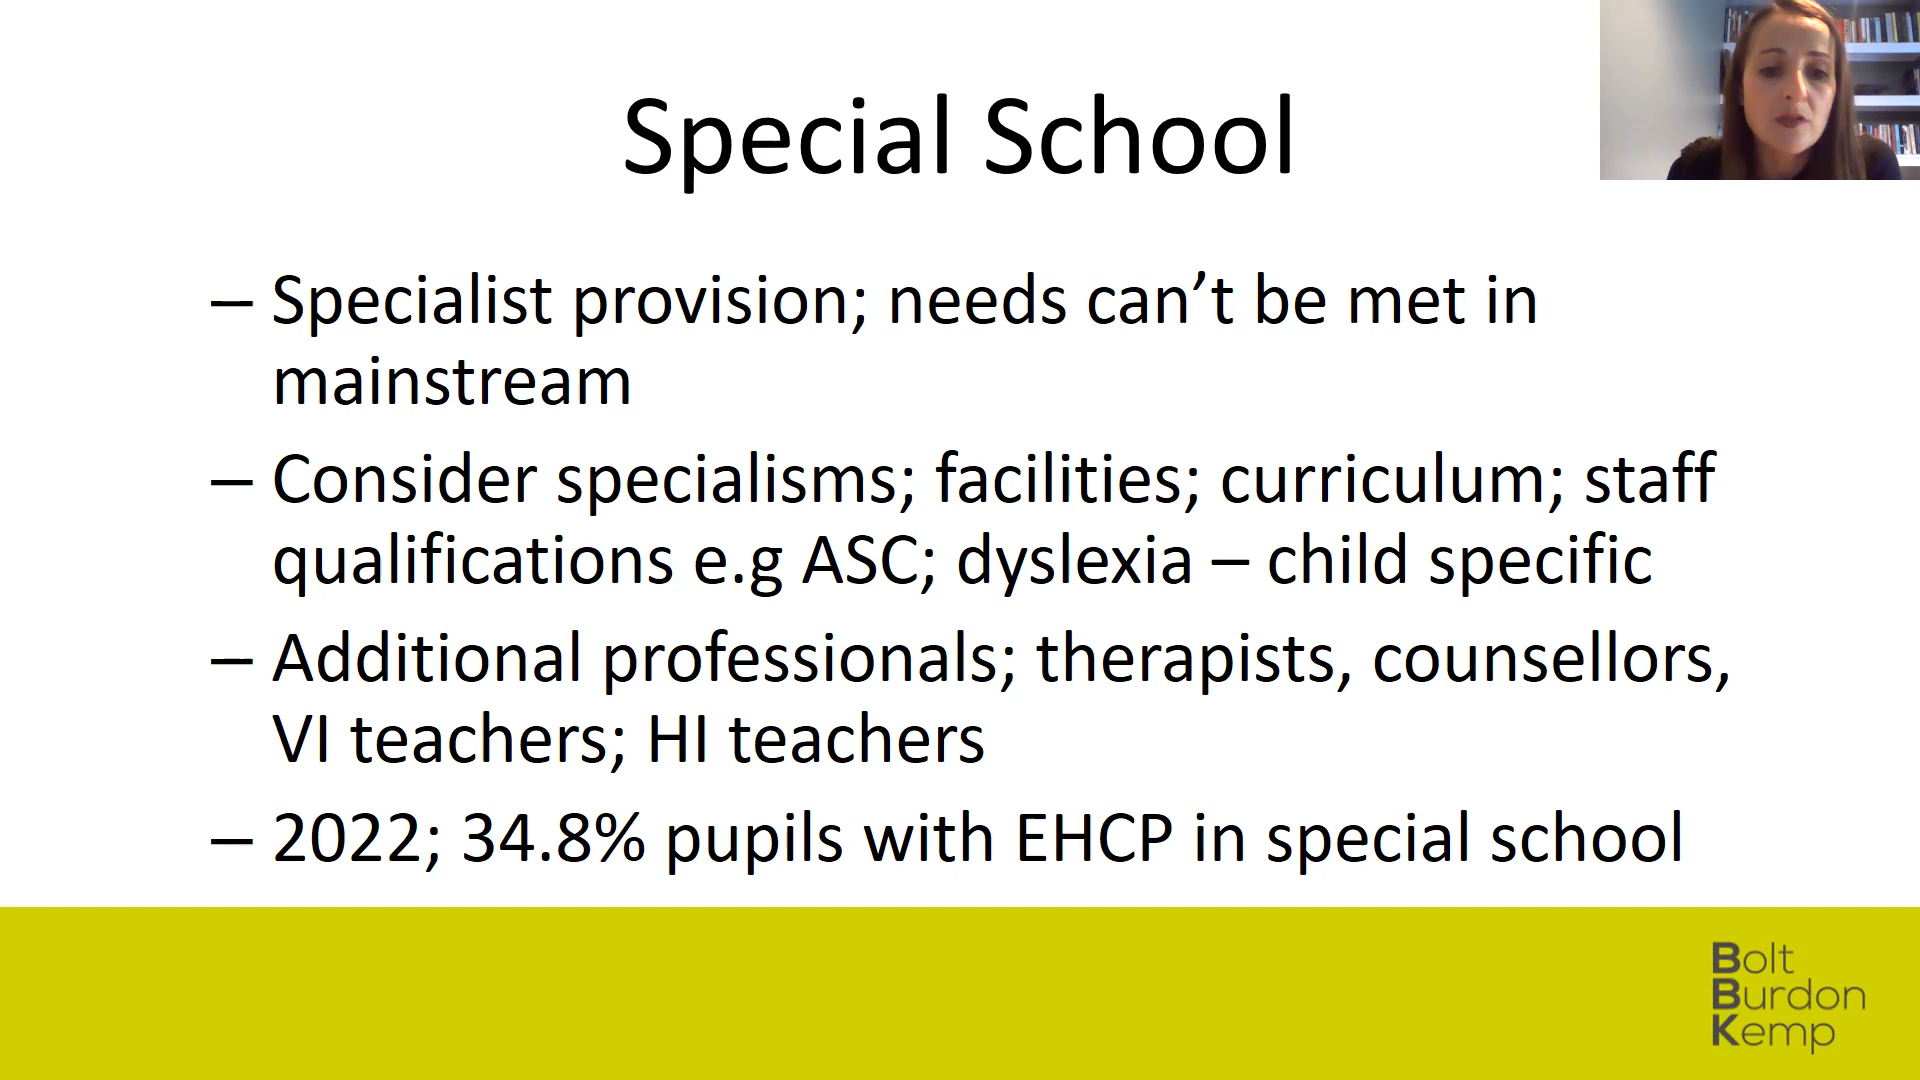 Special School
– Specialist provision; needs can’t be met in
mainstream
– Consider specialisms; facilities; curriculum; staff
qualifications e.g ASC; dyslexia – child specific
– Additional professionals; therapists, counsellors,
VI teachers; HI teachers
– 2022; 34.8% pupils with EHCP in special school
Bolt
Burdon
Kemp